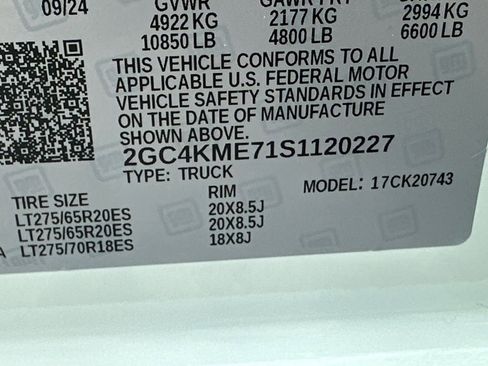 09/24 GVWR GAWR FRT
4922 KG 2177 KG 2994 KG
10850 LB 4800 LB 6600 LB
THIS VEHICLE CONFORMS TO ALL
APPLICABLE U.S. FEDERAL MOTOR
VEHICLE SAFETY STANDARDS IN EFFECT
ON THE DATE OF MANUFACTURE
SHOWN ABOVE.
2GC4KME71S1120227
TYPE: TRUCK MODEL: 17CK20743
TIRE SIZE RIM
LT275/65R20ES 20X8.5J
LT275/65R20ES 20X8.5J
LT275/70R18ES 18X8J